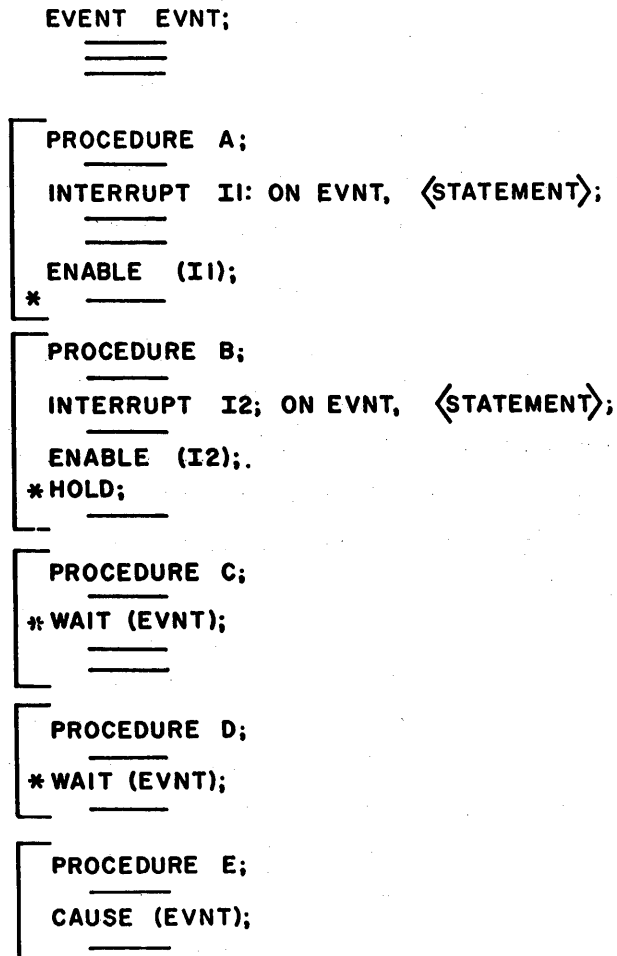 EVENT EVNT;
PROCEDURE A;
INTERRUPT I1: ON EVNT, <STATEMENT>;
ENABLE (I1);
*
PROCEDURE B;
INTERRUPT I2; ON EVNT, <STATEMENT>;
ENABLE (I2);.
* HOLD;
PROCEDURE C;
* WAIT (EVNT);
PROCEDURE D;
* WAIT (EVNT);
PROCEDURE E;
CAUSE (EVNT);